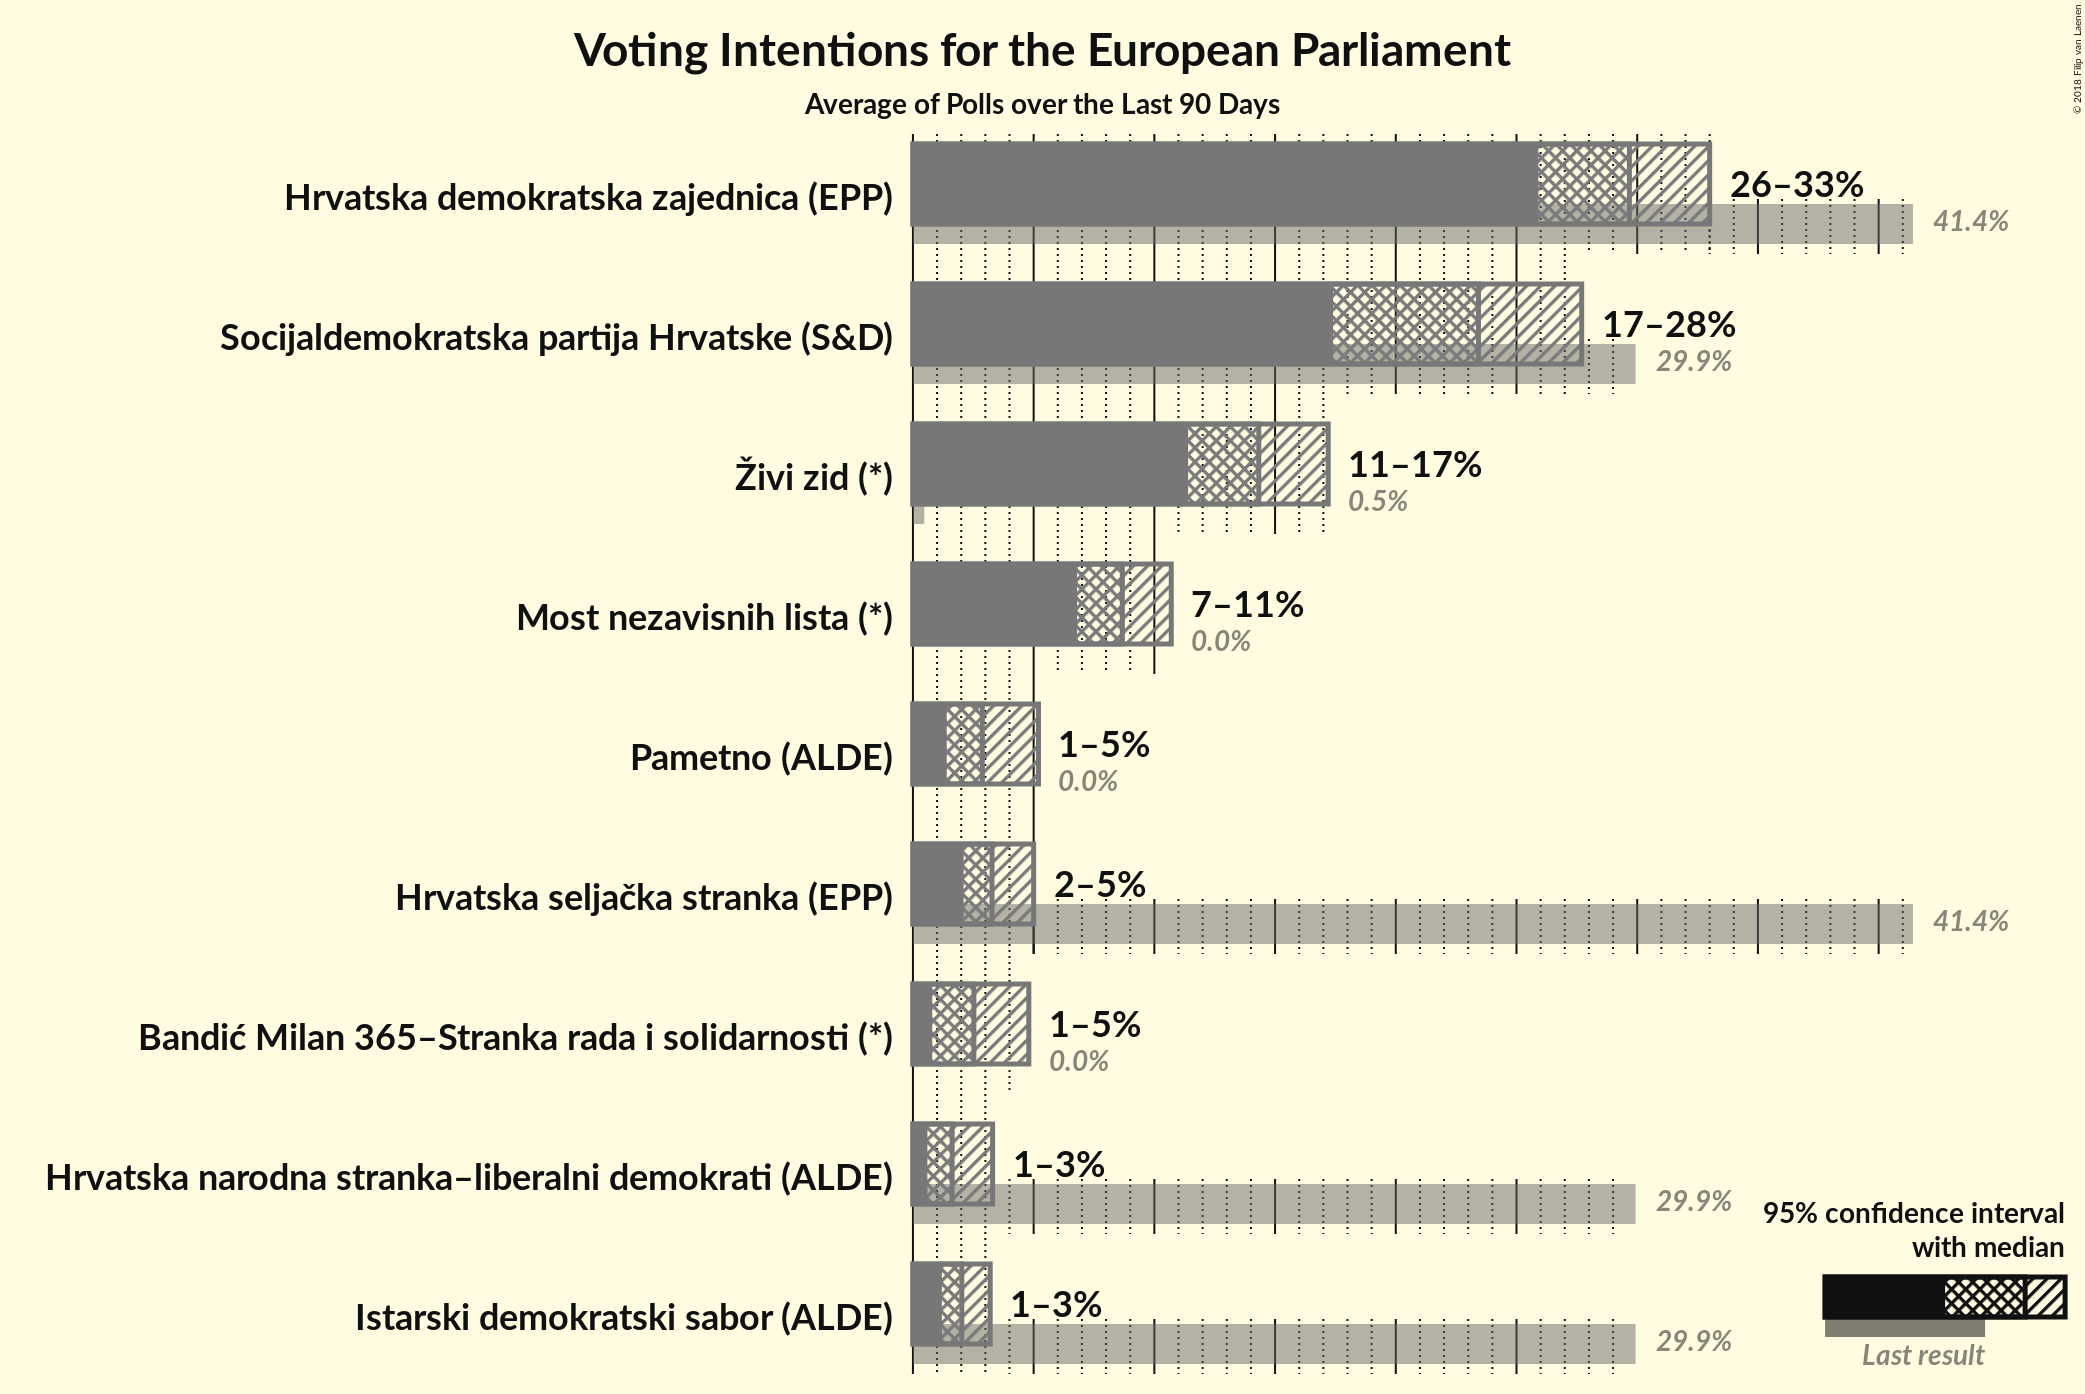 Voting Intentions for the European Parliament
Average of Polls over the Last 90 Days
© 2018 Filip van Laenen
Hrvatska demokratska zajednica (EPP)
26–33%
41.4%
Socijaldemokratska partija Hrvatske (S&D)
17–28%
29.9%
Živi zid (*)
11–17%
0.5%
Most nezavisnih lista (*)
7–11%
0.0%
Pametno (ALDE)
1–5%
0.0%
Hrvatska seljačka stranka (EPP)
2–5%
41.4%
Bandić Milan 365–Stranka rada i solidarnosti (*)
1–5%
0.0%
Hrvatska narodna stranka–liberalni demokrati (ALDE)
1–3%
29.9%
Istarski demokratski sabor (ALDE)
1–3%
29.9%
95% confidence interval
with median
Last result